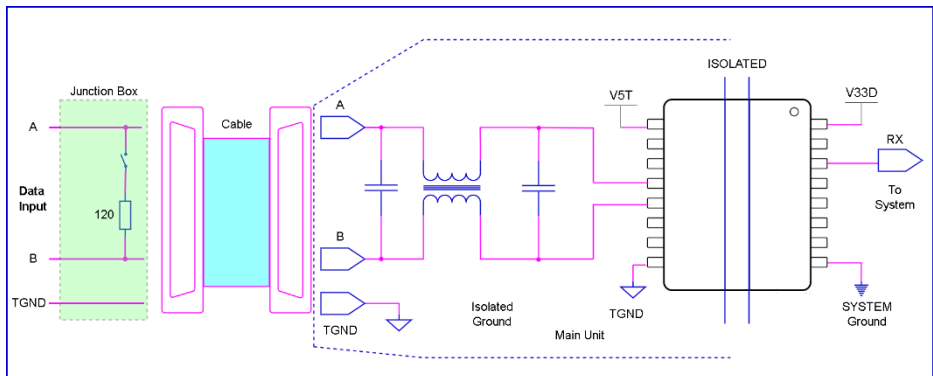 ISOLATED
Junction Box
V5T
V33D
A
Cable
A
RX
Data
Input
120
To
System
B
B
TGND
TGND
Isolated
Ground
Main Unit
TGND
SYSTEM
Ground